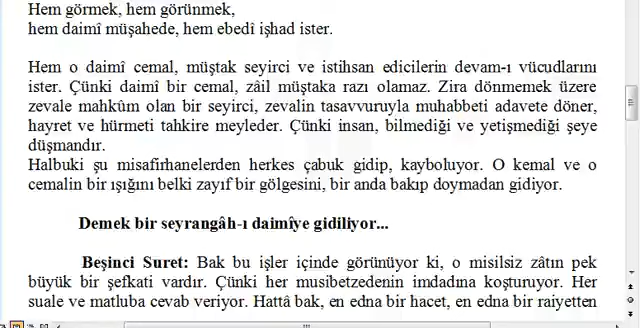 Hem görmek, hem görünmek,
hem daimî müşahede, hem ebedî işhad ister.
Hem o daimî cemal, müştak seyirci ve istihsan edicilerin devam-ı vücudlarını
ister. Çünki daimî bir cemal, zâil müştaka razı olamaz. Zira dönmemek üzere
zevale mahkûm olan bir seyirci, zevalin tasavvuruyla muhabbeti adavete döner,
hayret ve hürmeti tahkire meyleder. Çünki insan, bilmediği ve yetişmediği şeye
düşmandır.
Halbuki şu misafirhanelerden herkes çabuk gidip, kayboluyor. O kemal ve o
cemalin bir ışığını belki zayıf bir gölgesini, bir anda bakıp doymadan gidiyor.
Demek bir seyrangâh-ı daimîye gidiliyor...
Beşinci Suret: Bak bu işler içinde görünüyor ki, o misilsiz zâtın pek
büyük bir şefkati vardır. Çünki her musibetzedenin imdadına koşturuyor. Her
suale ve matluba cevab veriyor. Hattâ bak, en edna bir hacet, en edna bir raiyetten